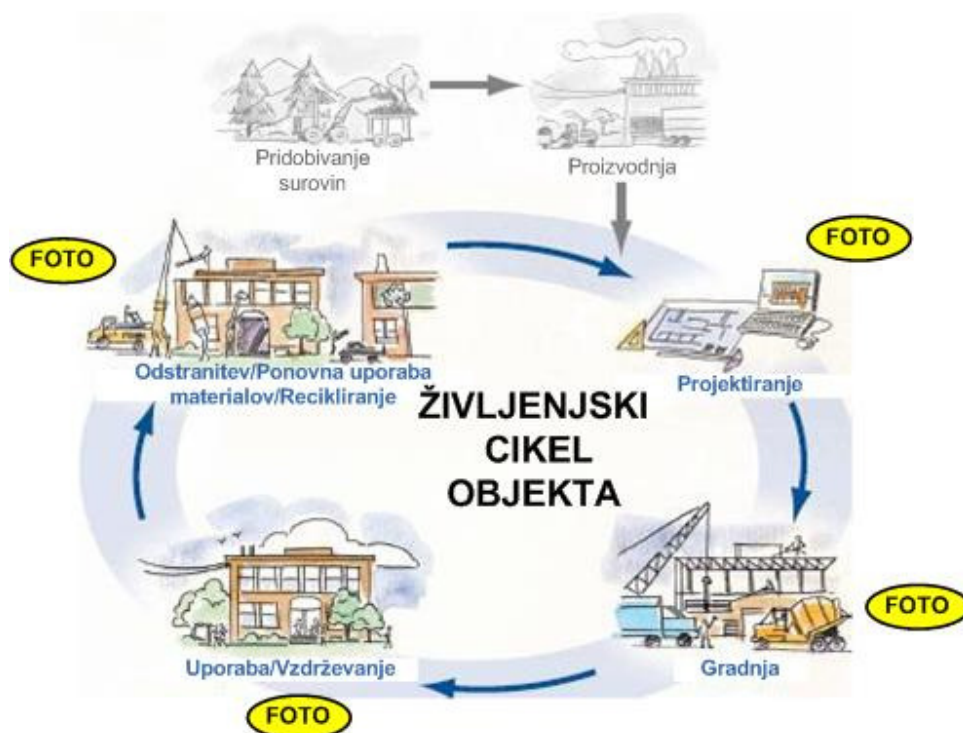 Pridobivanje
surovin
Proizvodnja
FOTO
FOTO
Odstranitev/Ponovna uporaba
materialov/Recikliranje
Projektiranje
ŽIVLJENJSKI
CIKEL
OBJEKTA
FOTO
Uporaba/Vzdrževanje
Gradnja
FOTO